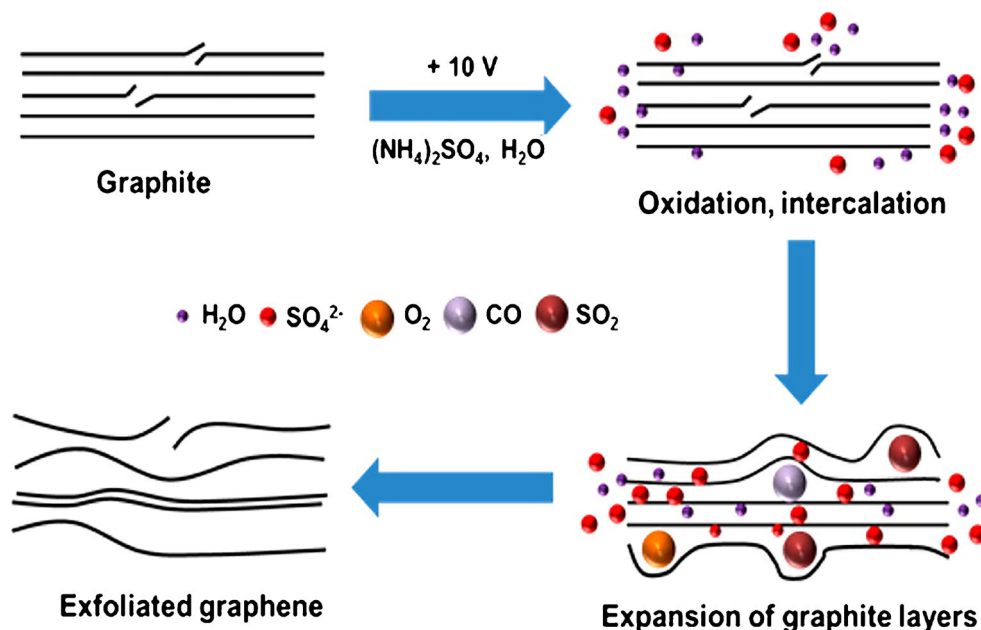 + 10 V
(NH₄)₂SO₄, H₂O
Graphite
Oxidation, intercalation
H₂O SO₄²⁻ O₂ CO SO₂
Exfoliated graphene
Expansion of graphite layers